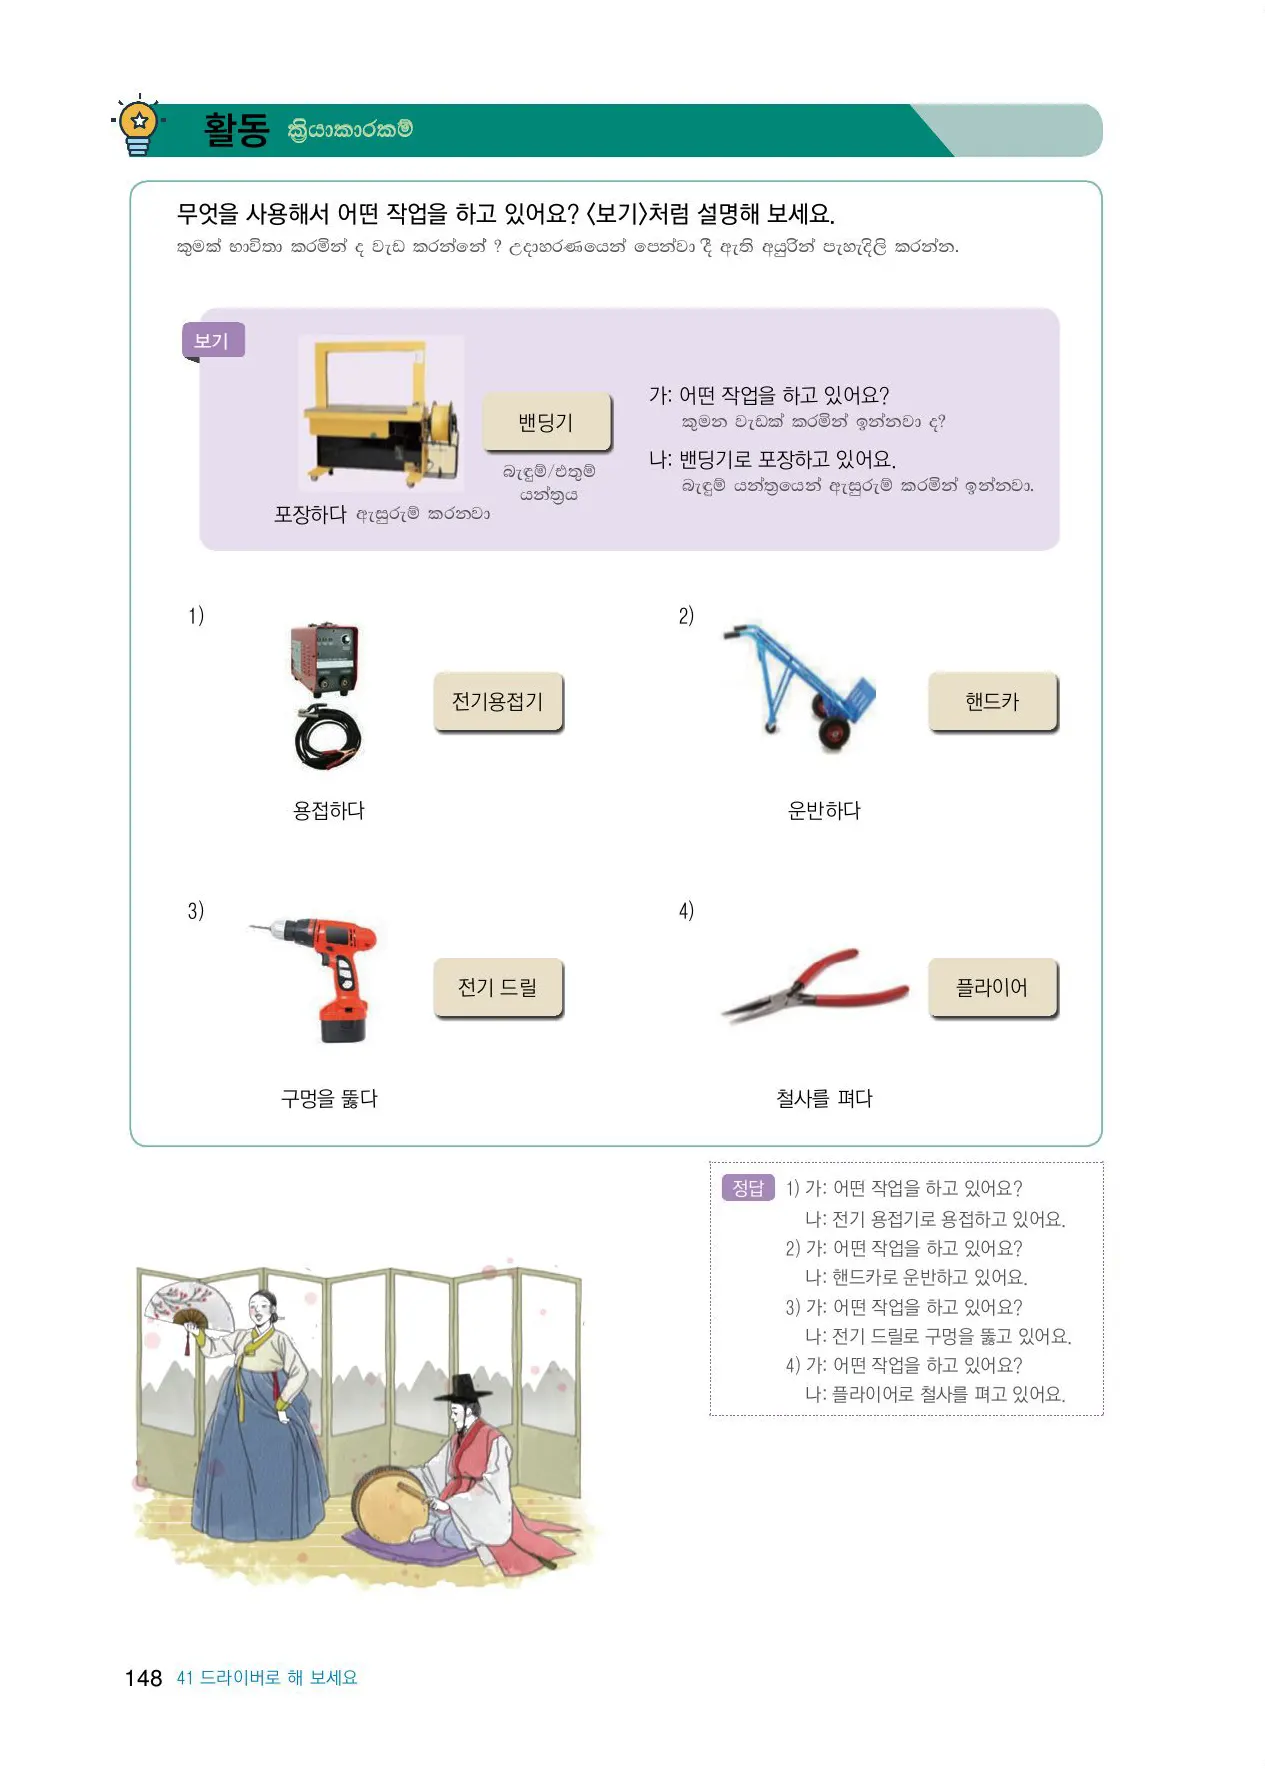 활동 ක්‍රියාකාරකම්
무엇을 사용해서 어떤 작업을 하고 있어요? 〈보기〉처럼 설명해 보세요.
කුමක් භාවිතා කරමින් ද වැඩ කරන්නේ ? උදාහරණයෙන් පෙන්වා දී ඇති අයුරින් පැහැදිලි කරන්න.
보기
밴딩기
බැඳුම්/එතුම්
යන්ත්‍රය
포장하다 ඇසුරුම් කරනවා
가: 어떤 작업을 하고 있어요?
කුමන වැඩක් කරමින් ඉන්නවා ද?
나: 밴딩기로 포장하고 있어요.
බැඳුම් යන්ත්‍රයෙන් ඇසුරුම් කරමින් ඉන්නවා.
1)
전기용접기
용접하다
2)
핸드카
운반하다
3)
전기 드릴
구멍을 뚫다
4)
플라이어
철사를 펴다
정답 1) 가: 어떤 작업을 하고 있어요?
나: 전기 용접기로 용접하고 있어요.
2) 가: 어떤 작업을 하고 있어요?
나: 핸드카로 운반하고 있어요.
3) 가: 어떤 작업을 하고 있어요?
나: 전기 드릴로 구멍을 뚫고 있어요.
4) 가: 어떤 작업을 하고 있어요?
나: 플라이어로 철사를 펴고 있어요.
148 41 드라이버로 해 보세요